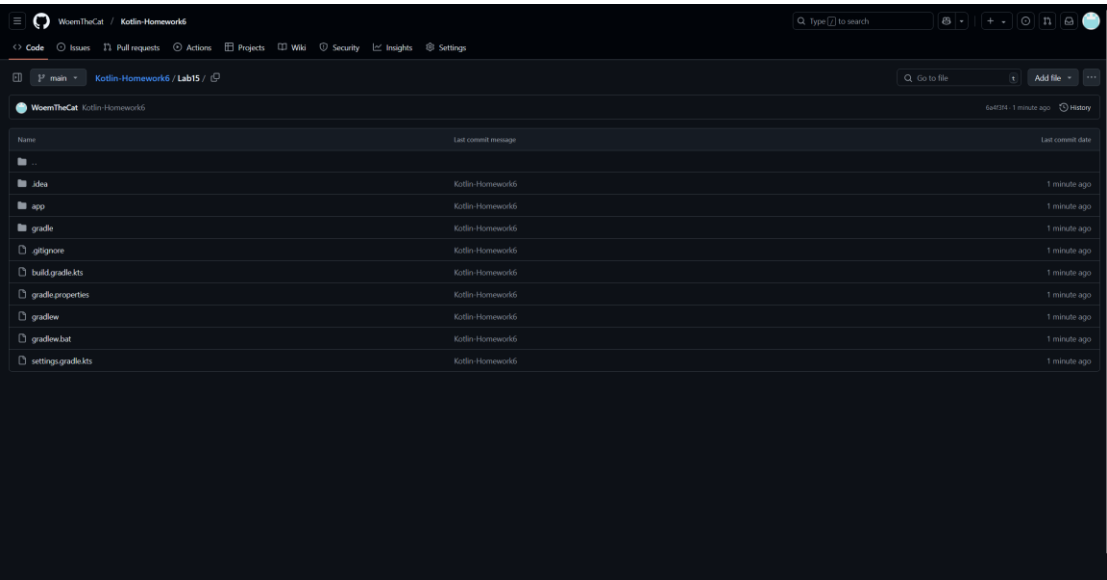 WoemTheCat / Kotlin-Homework6
Type / to search
Code Issues Pull requests Actions Projects Wiki Security Insights Settings
main Kotlin-Homework6 / Lab15 /
Go to file t Add file
WoemTheCat Kotlin-Homework6 6a4f3f4 · 1 minute ago History
Name Last commit message Last commit date
..
.idea Kotlin-Homework6 1 minute ago
app Kotlin-Homework6 1 minute ago
gradle Kotlin-Homework6 1 minute ago
.gitignore Kotlin-Homework6 1 minute ago
build.gradle.kts Kotlin-Homework6 1 minute ago
gradle.properties Kotlin-Homework6 1 minute ago
gradlew Kotlin-Homework6 1 minute ago
gradlew.bat Kotlin-Homework6 1 minute ago
settings.gradle.kts Kotlin-Homework6 1 minute ago